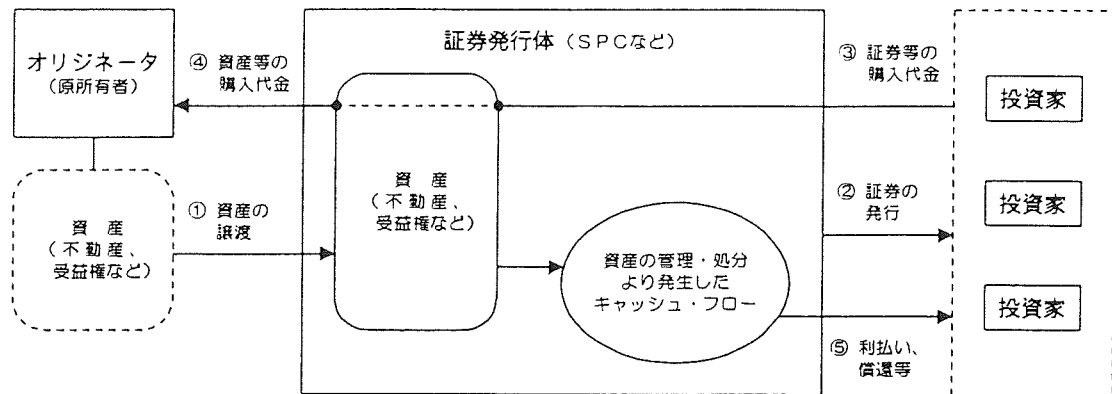 オリジネータ
(原所有者)
資 産
(不動産、
受益権など)
① 資産の
譲渡
④ 資産等の
購入代金
証券発行体(SPCなど)
資 産
(不動産、
受益権など)
資産の管理・処分
より発生した
キャッシュ・フロー
③ 証券等の
購入代金
② 証券の
発行
⑤ 利払い、
償還等
投資家
投資家
投資家